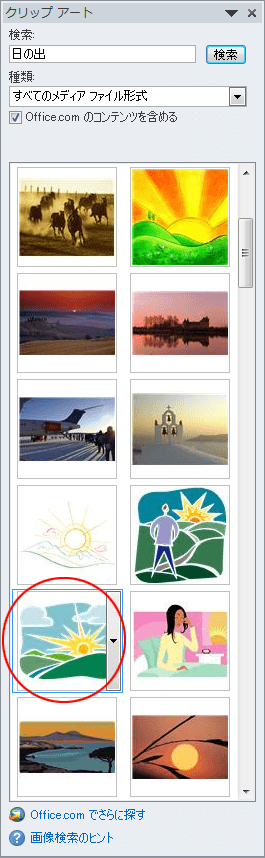 クリップ アート
検索:
日の出
検索
種類:
すべてのメディア ファイル形式
Office.com のコンテンツを含める
Office.com でさらに探す
画像検索のヒント